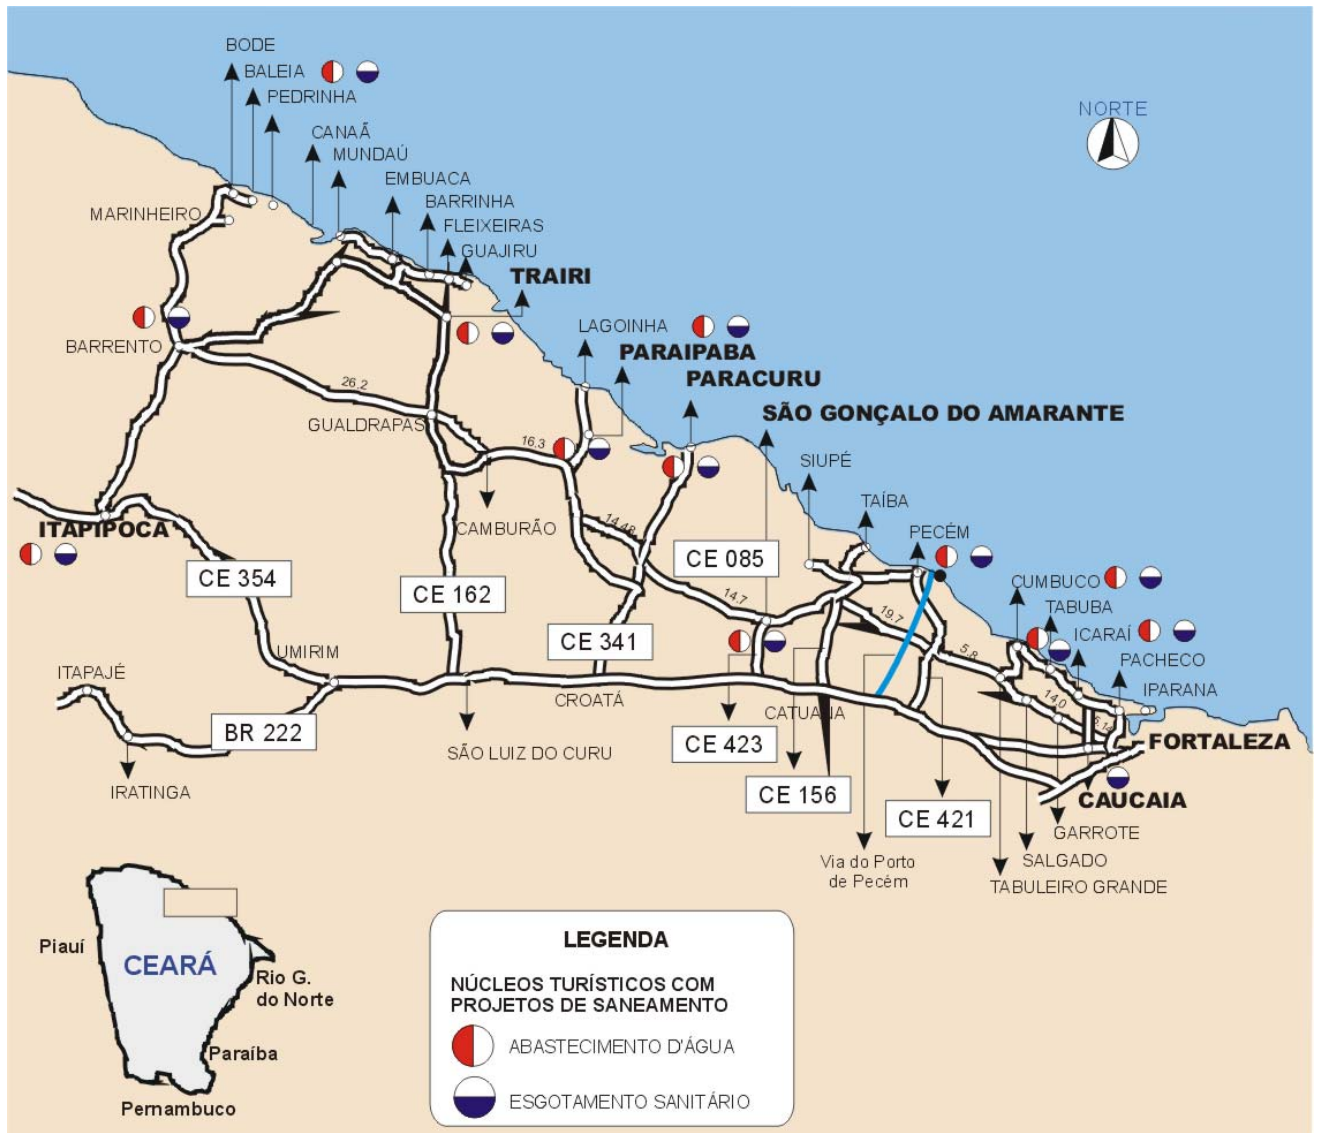 BODE
BALEIA
PEDRINHA
NORTE
CANAÃ
MUNDAÚ
EMBUACA
BARRINHA
MARINHEIRO
FLEIXEIRAS
GUAJIRU
TRAIRI
LAGOINHA
BARRENTO
PARAIPABA
PARACURU
26,2
SÃO GONÇALO DO AMARANTE
GUALDRAPAS
16,3
SIUPÉ
TAÍBA
ITAPIPOCA
CAMBURÃO
14,48
PECÉM
CE 085
CE 354
CUMBUCO
CE 162
14,7
TABUBA
19,7
ICARAÍ
CE 341
5,8
UMIRIM
PACHECO
ITAPAJÉ
IPARANA
CROATÁ
14,0
CATUANA
5,14
BR 222
CE 423
FORTALEZA
SÃO LUIZ DO CURU
IRATINGA
CE 156
CAUCAIA
CE 421
GARROTE
Via do Porto
de Pecém
SALGADO
TABULEIRO GRANDE
Piauí
CEARÁ
Rio G.
do Norte
Paraíba
Pernambuco
LEGENDA
NÚCLEOS TURÍSTICOS COM
PROJETOS DE SANEAMENTO
ABASTECIMENTO D'ÁGUA
ESGOTAMENTO SANITÁRIO